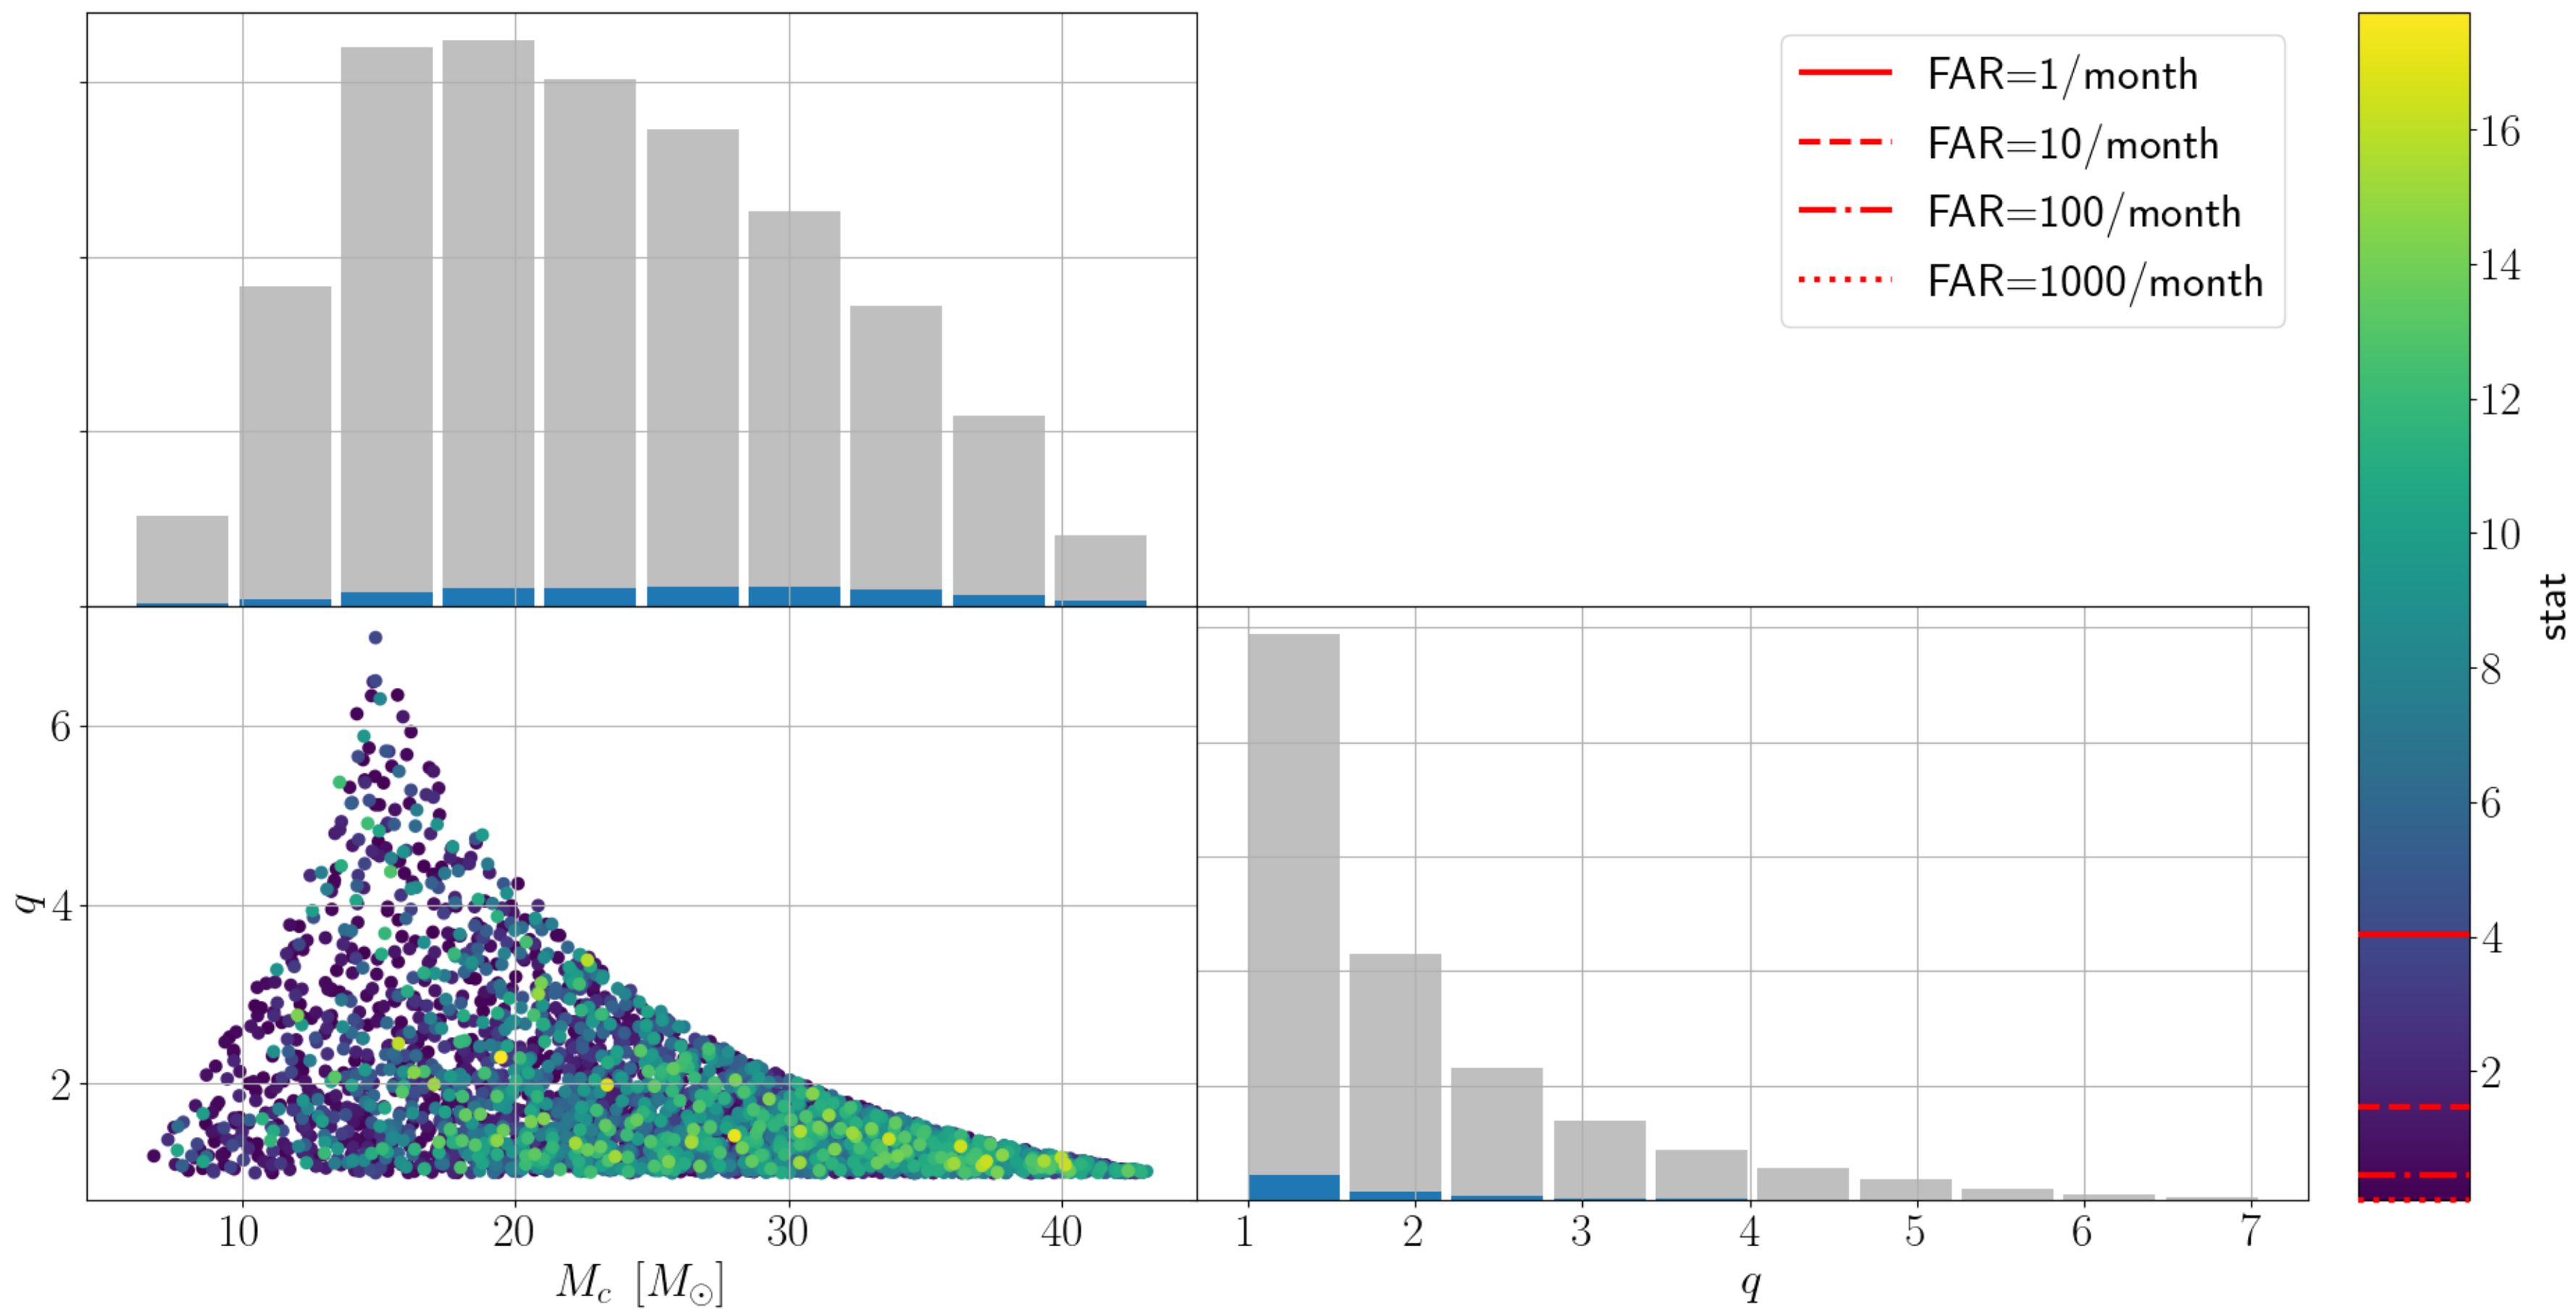 FAR=1/month
FAR=10/month
FAR=100/month
FAR=1000/month
16
14
12
10
8
6
4
2
stat
6
4
2
q
10 20 30 40
M_c [M_⊙]
1 2 3 4 5 6 7
q